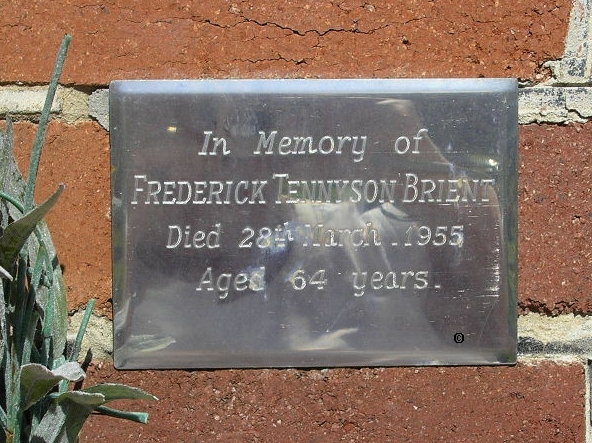 In Memory of
FREDERICK TENNYSON BRIENT
Died 28th March. 1955
Aged 64 years.
©